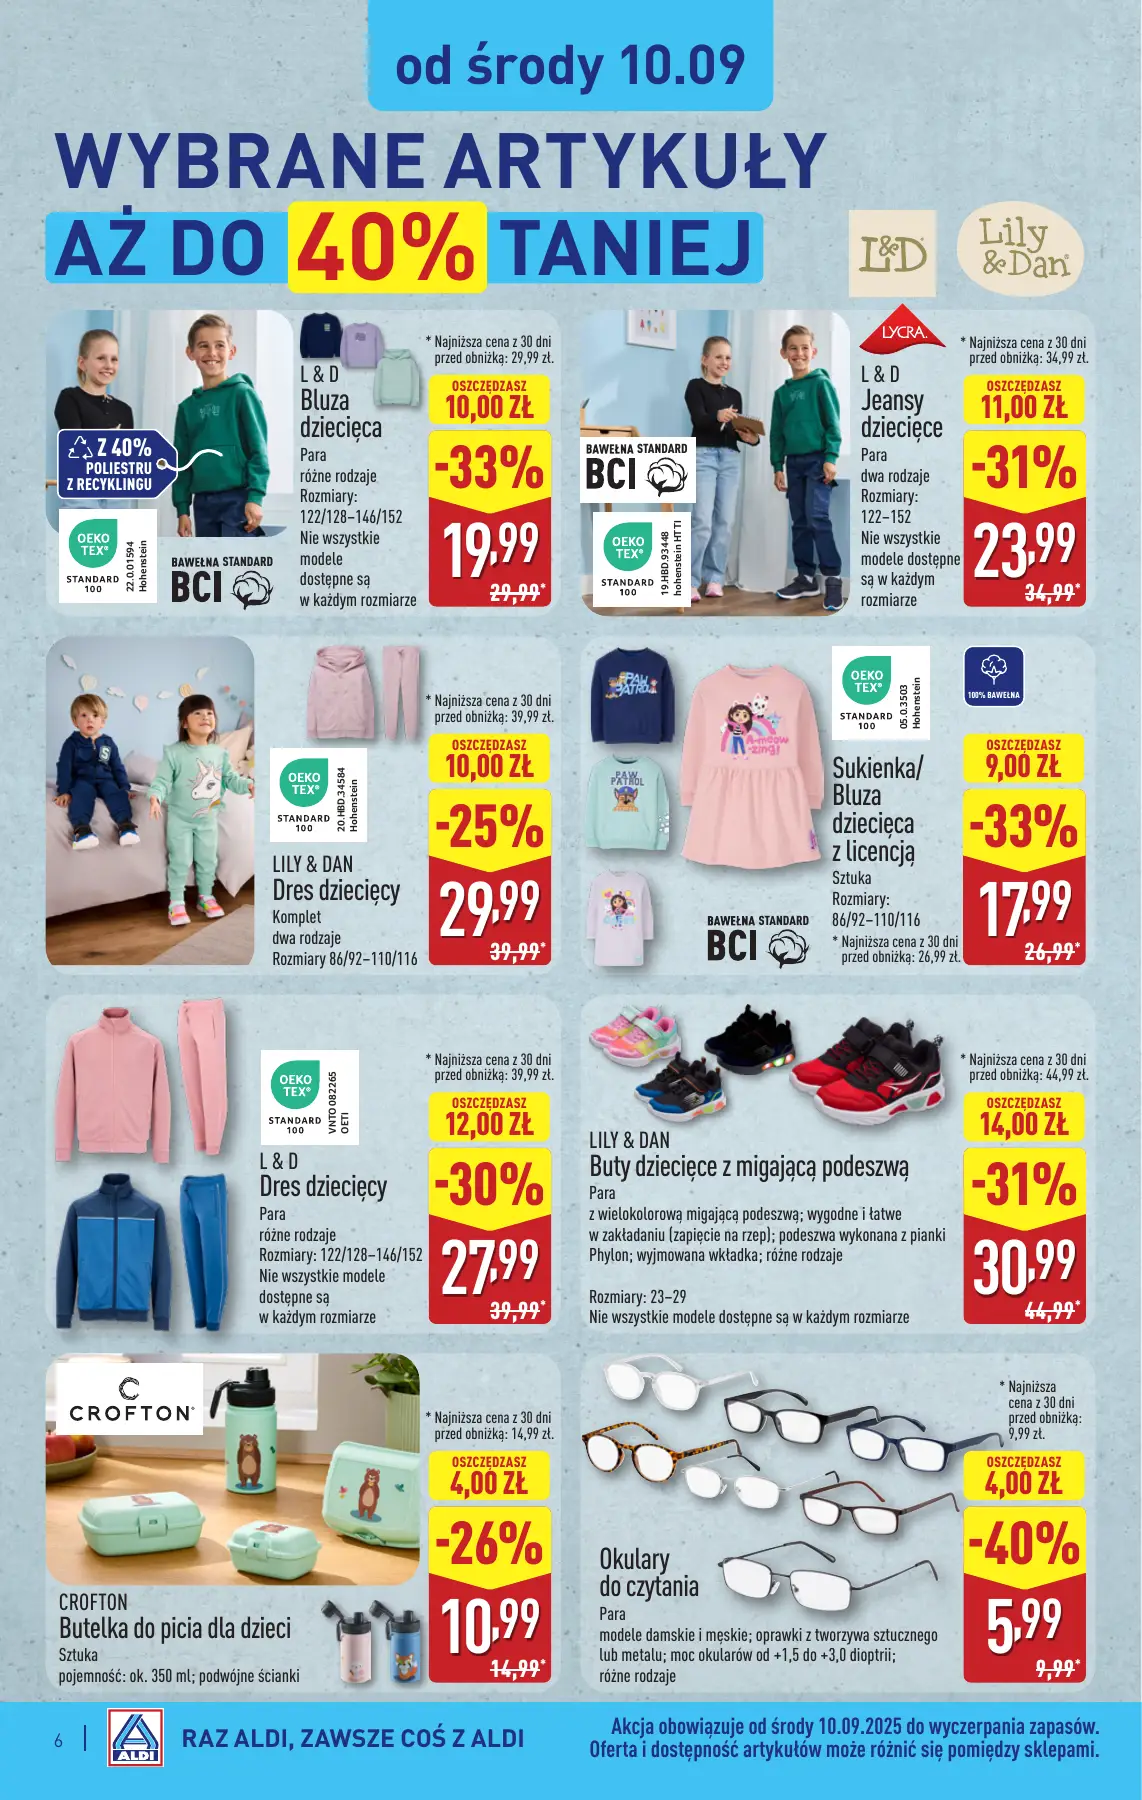 od środy 10.09
WYBRANE ARTYKUŁY
AŻ DO 40% TANIEJ
L&D
Lily
&Dan
Z 40%
POLIESTRU
Z RECYKLINGU
OEKO
TEX®
STANDARD
100
22.0.01594
Hohenstein
BAWEŁNA STANDARD
BCI
L & D
Bluza
dziecięca
Para
różne rodzaje
Rozmiary:
122/128–146/152
Nie wszystkie
modele
dostępne są
w każdym rozmiarze
* Najniższa cena z 30 dni
przed obniżką: 29,99 zł.
OSZCZĘDZASZ
10,00 ZŁ
-33%
19,99
29,99*
BAWEŁNA STANDARD
BCI
OEKO
TEX®
STANDARD
100
19.HBD.93448
hohenstein HTTI
LYCRA.
L & D
Jeansy
dziecięce
Para
dwa rodzaje
Rozmiary:
122–152
Nie wszystkie
modele dostępne
są w każdym
rozmiarze
* Najniższa cena z 30 dni
przed obniżką: 34,99 zł.
OSZCZĘDZASZ
11,00 ZŁ
-31%
23,99
34,99*
OEKO
TEX®
STANDARD
100
20.HBD.34584
Hohenstein
LILY & DAN
Dres dziecięcy
Komplet
dwa rodzaje
Rozmiary 86/92–110/116
* Najniższa cena z 30 dni
przed obniżką: 39,99 zł.
OSZCZĘDZASZ
10,00 ZŁ
-25%
29,99
39,99*
PAW
PATROL
PAW
PATROL
A-meow
-zing!
BAWEŁNA STANDARD
BCI
OEKO
TEX®
STANDARD
100
05.0.3503
Hohenstein
100% BAWEŁNA
Sukienka/
Bluza
dziecięca
z licencją
Sztuka
Rozmiary:
86/92–110/116
* Najniższa cena z 30 dni
przed obniżką: 26,99 zł.
OSZCZĘDZASZ
9,00 ZŁ
-33%
17,99
26,99*
OEKO
TEX®
STANDARD
100
VNTO 082265
OETI
L & D
Dres dziecięcy
Para
różne rodzaje
Rozmiary: 122/128–146/152
Nie wszystkie modele
dostępne są
w każdym rozmiarze
* Najniższa cena z 30 dni
przed obniżką: 39,99 zł.
OSZCZĘDZASZ
12,00 ZŁ
-30%
27,99
39,99*
LILY & DAN
Buty dziecięce z migającą podeszwą
Para
z wielokolorową migającą podeszwą; wygodne i łatwe
w zakładaniu (zapięcie na rzep); podeszwa wykonana z pianki
Phylon; wyjmowana wkładka; różne rodzaje
Rozmiary: 23–29
Nie wszystkie modele dostępne są w każdym rozmiarze
* Najniższa cena z 30 dni
przed obniżką: 44,99 zł.
OSZCZĘDZASZ
14,00 ZŁ
-31%
30,99
44,99*
CROFTON®
CROFTON
Butelka do picia dla dzieci
Sztuka
pojemność: ok. 350 ml; podwójne ścianki
* Najniższa cena z 30 dni
przed obniżką: 14,99 zł.
OSZCZĘDZASZ
4,00 ZŁ
-26%
10,99
14,99*
Okulary
do czytania
Para
modele damskie i męskie; oprawki z tworzywa sztucznego
lub metalu; moc okularów od +1,5 do +3,0 dioptrii;
różne rodzaje
* Najniższa
cena z 30 dni
przed obniżką:
9,99 zł.
OSZCZĘDZASZ
4,00 ZŁ
-40%
5,99
9,99*
6
ALDI
RAZ ALDI, ZAWSZE COŚ Z ALDI
Akcja obowiązuje od środy 10.09.2025 do wyczerpania zapasów.
Oferta i dostępność artykułów może różnić się pomiędzy sklepami.